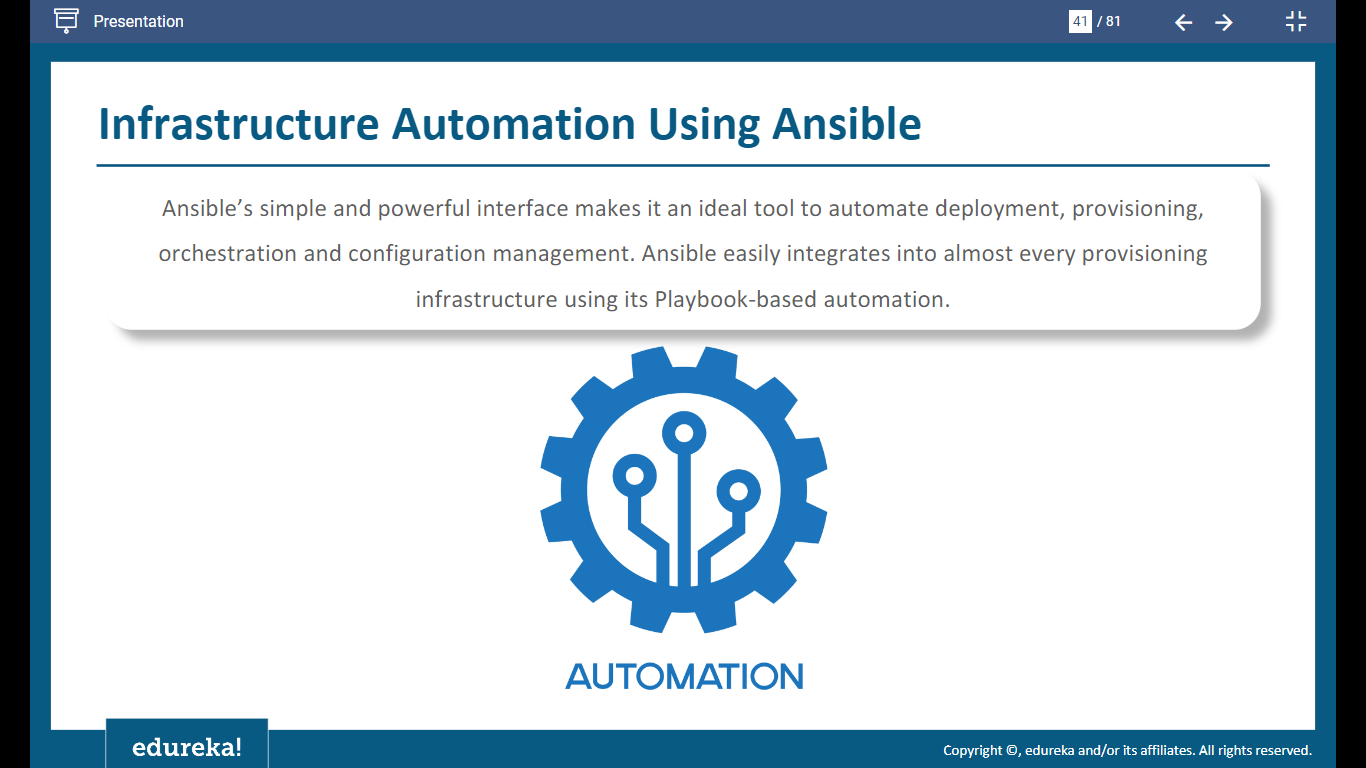 Presentation
41 / 81
Infrastructure Automation Using Ansible
Ansible’s simple and powerful interface makes it an ideal tool to automate deployment, provisioning,
orchestration and configuration management. Ansible easily integrates into almost every provisioning
infrastructure using its Playbook-based automation.
AUTOMATION
edureka!
Copyright ©, edureka and/or its affiliates. All rights reserved.